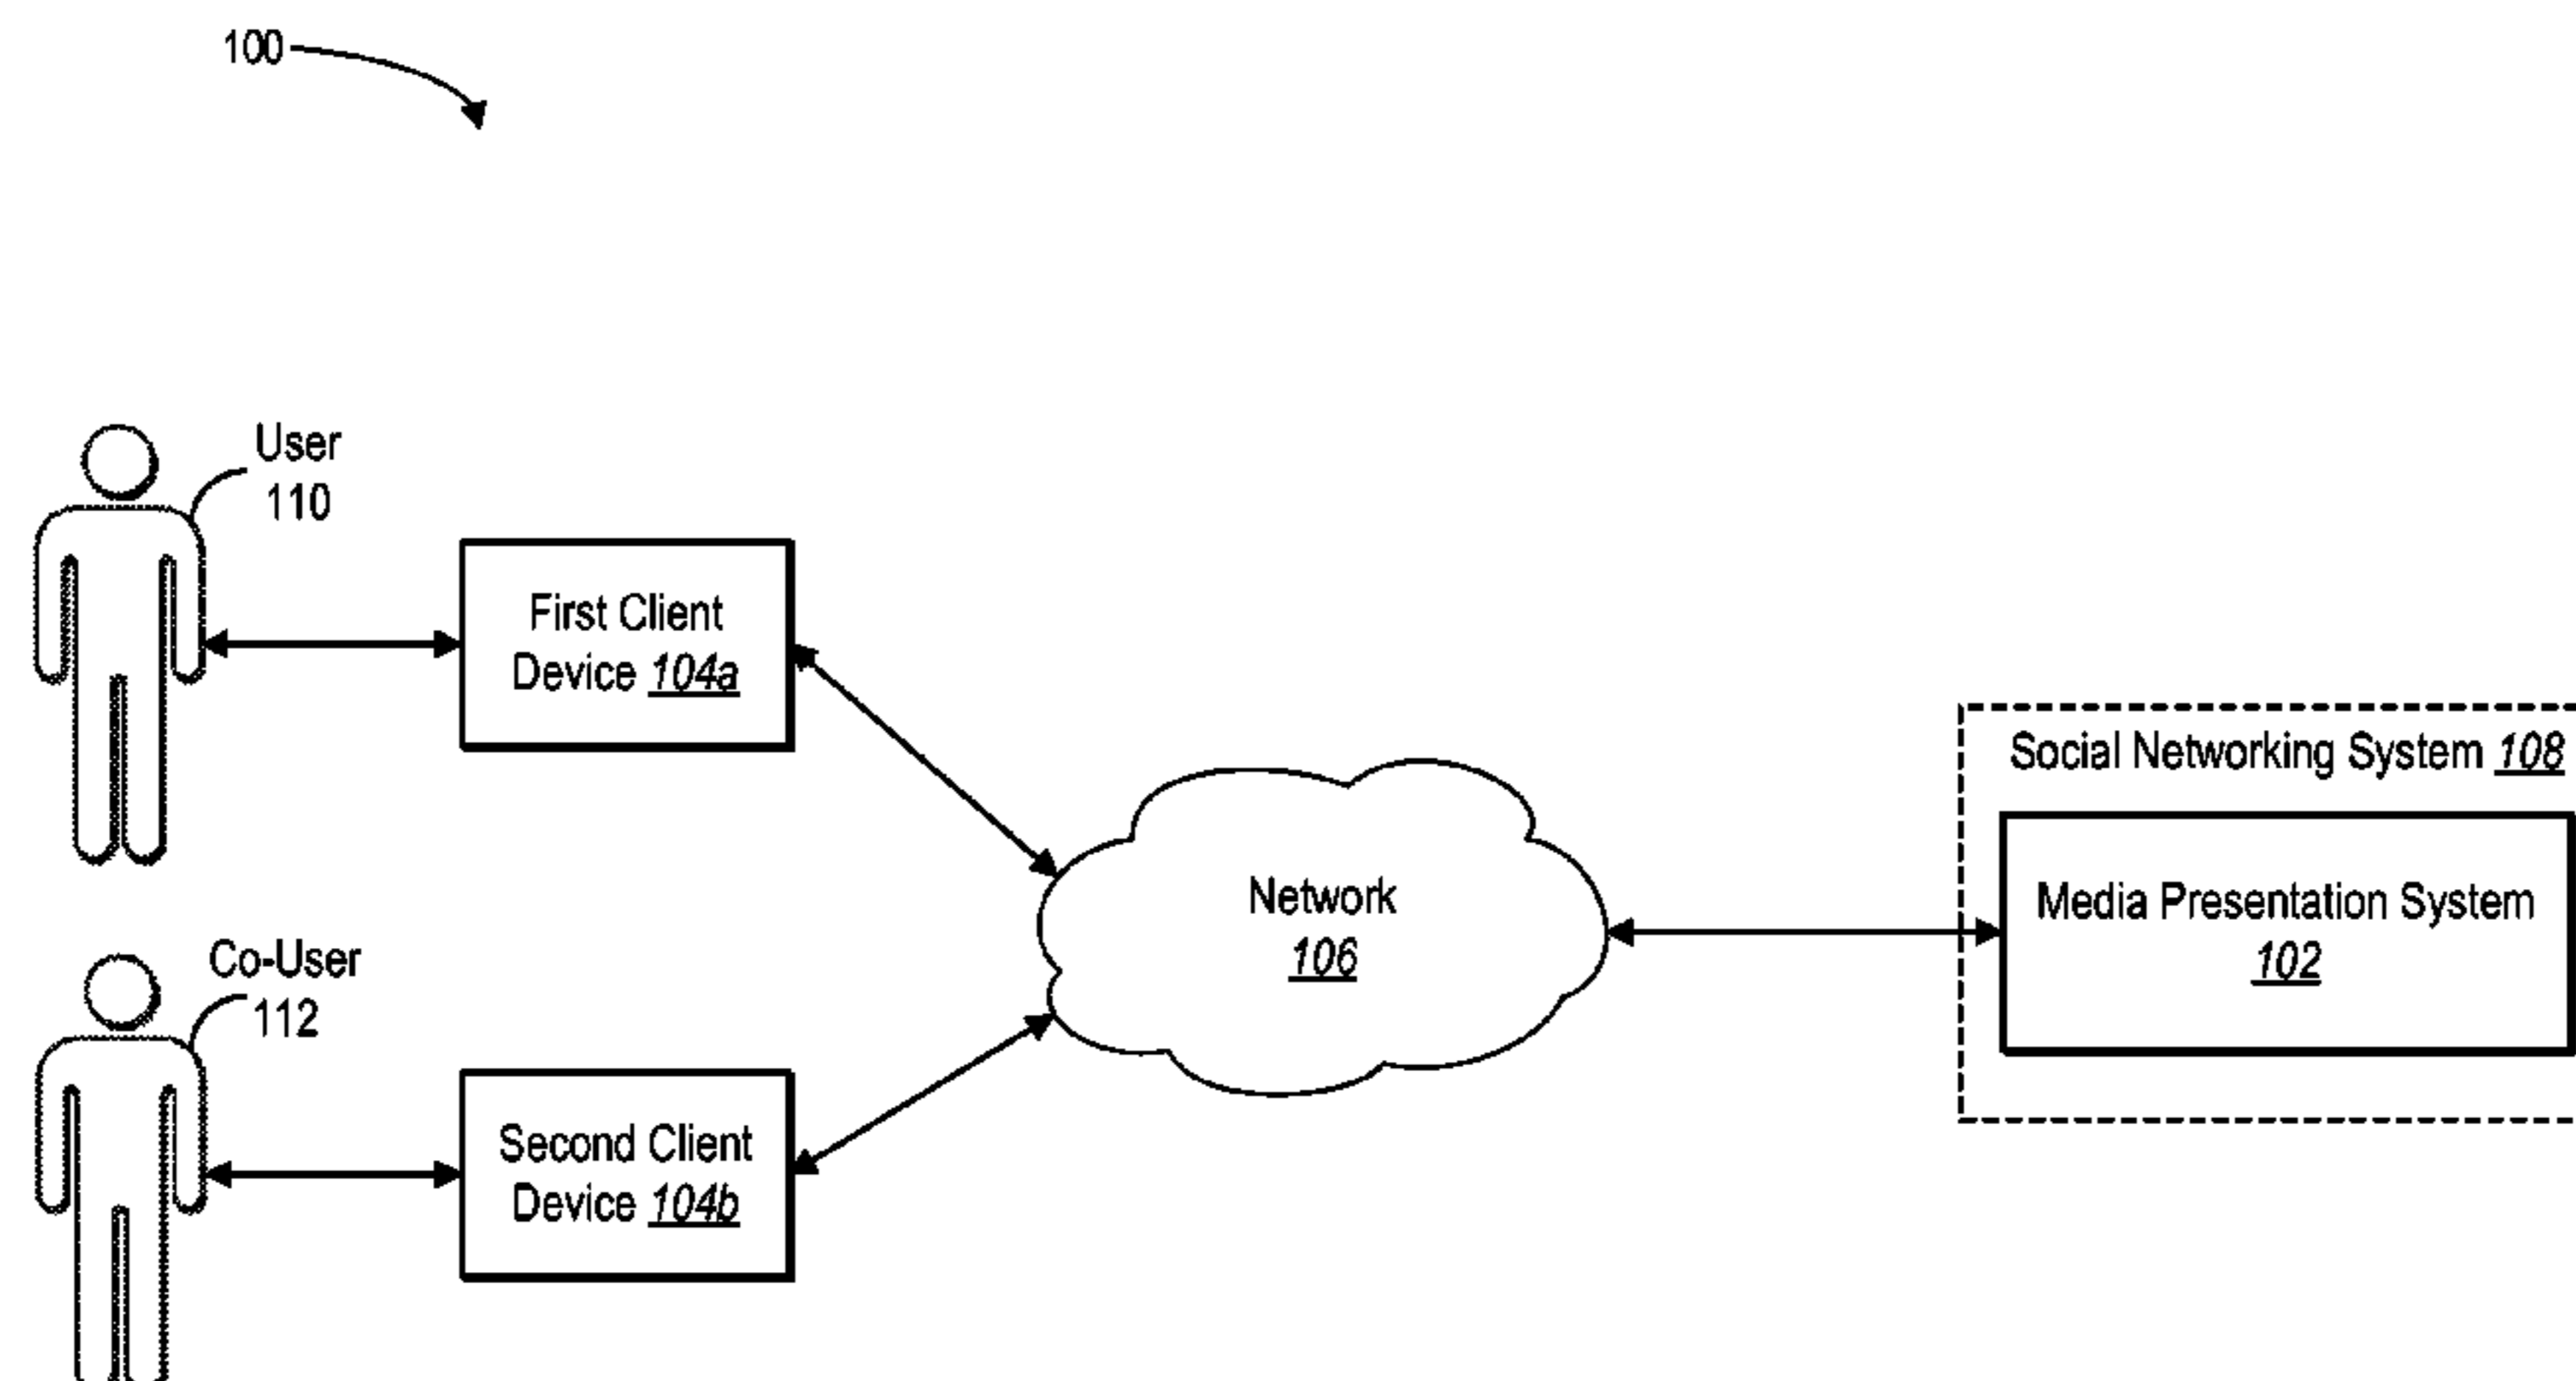 100
User
110
First Client
Device 104a
Social Networking System 108
Media Presentation System
102
Network
106
Co-User
112
Second Client
Device 104b